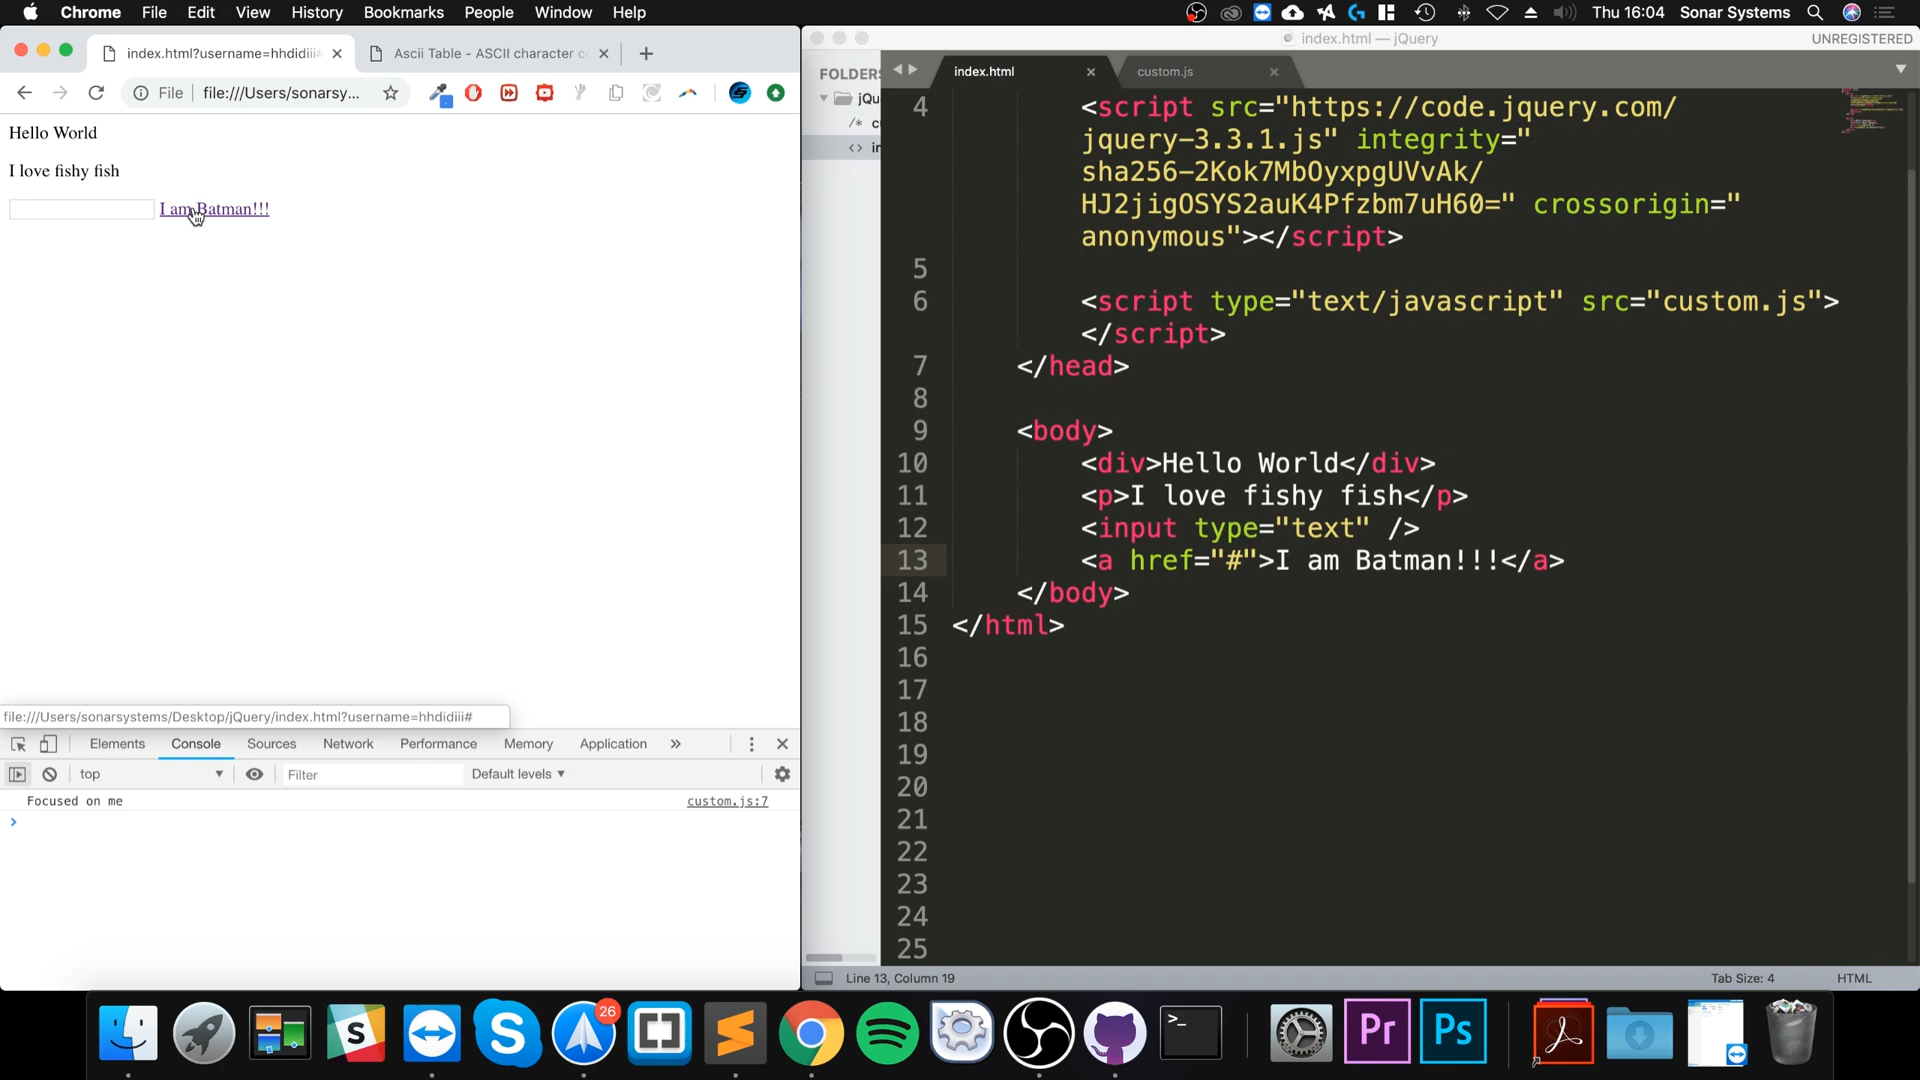 Chrome File Edit View History Bookmarks People Window Help
Thu 16:04 Sonar Systems
index.html?username=hhdidiii#
Ascii Table - ASCII character c
File file:///Users/sonarsy...
Hello World
I love fishy fish
I am Batman!!!
file:///Users/sonarsystems/Desktop/jQuery/index.html?username=hhdidiii#
Elements Console Sources Network Performance Memory Application »
top Filter Default levels ▼
Focused on me custom.js:7
>
index.html — jQuery UNREGISTERED
FOLDERS
jQu
/* c
<> in
index.html custom.js
4 <script src="https://code.jquery.com/
jquery-3.3.1.js" integrity="
sha256-2Kok7MbOyxpgUVvAk/
HJ2jigOSYS2auK4Pfzbm7uH60=" crossorigin="
anonymous"></script>
5
6 <script type="text/javascript" src="custom.js">
</script>
7 </head>
8
9 <body>
10 <div>Hello World</div>
11 <p>I love fishy fish</p>
12 <input type="text" />
13 <a href="#">I am Batman!!!</a>
14 </body>
15 </html>
16
17
18
19
20
21
22
23
24
25
Line 13, Column 19 Tab Size: 4 HTML
26
>_
Pr
Ps